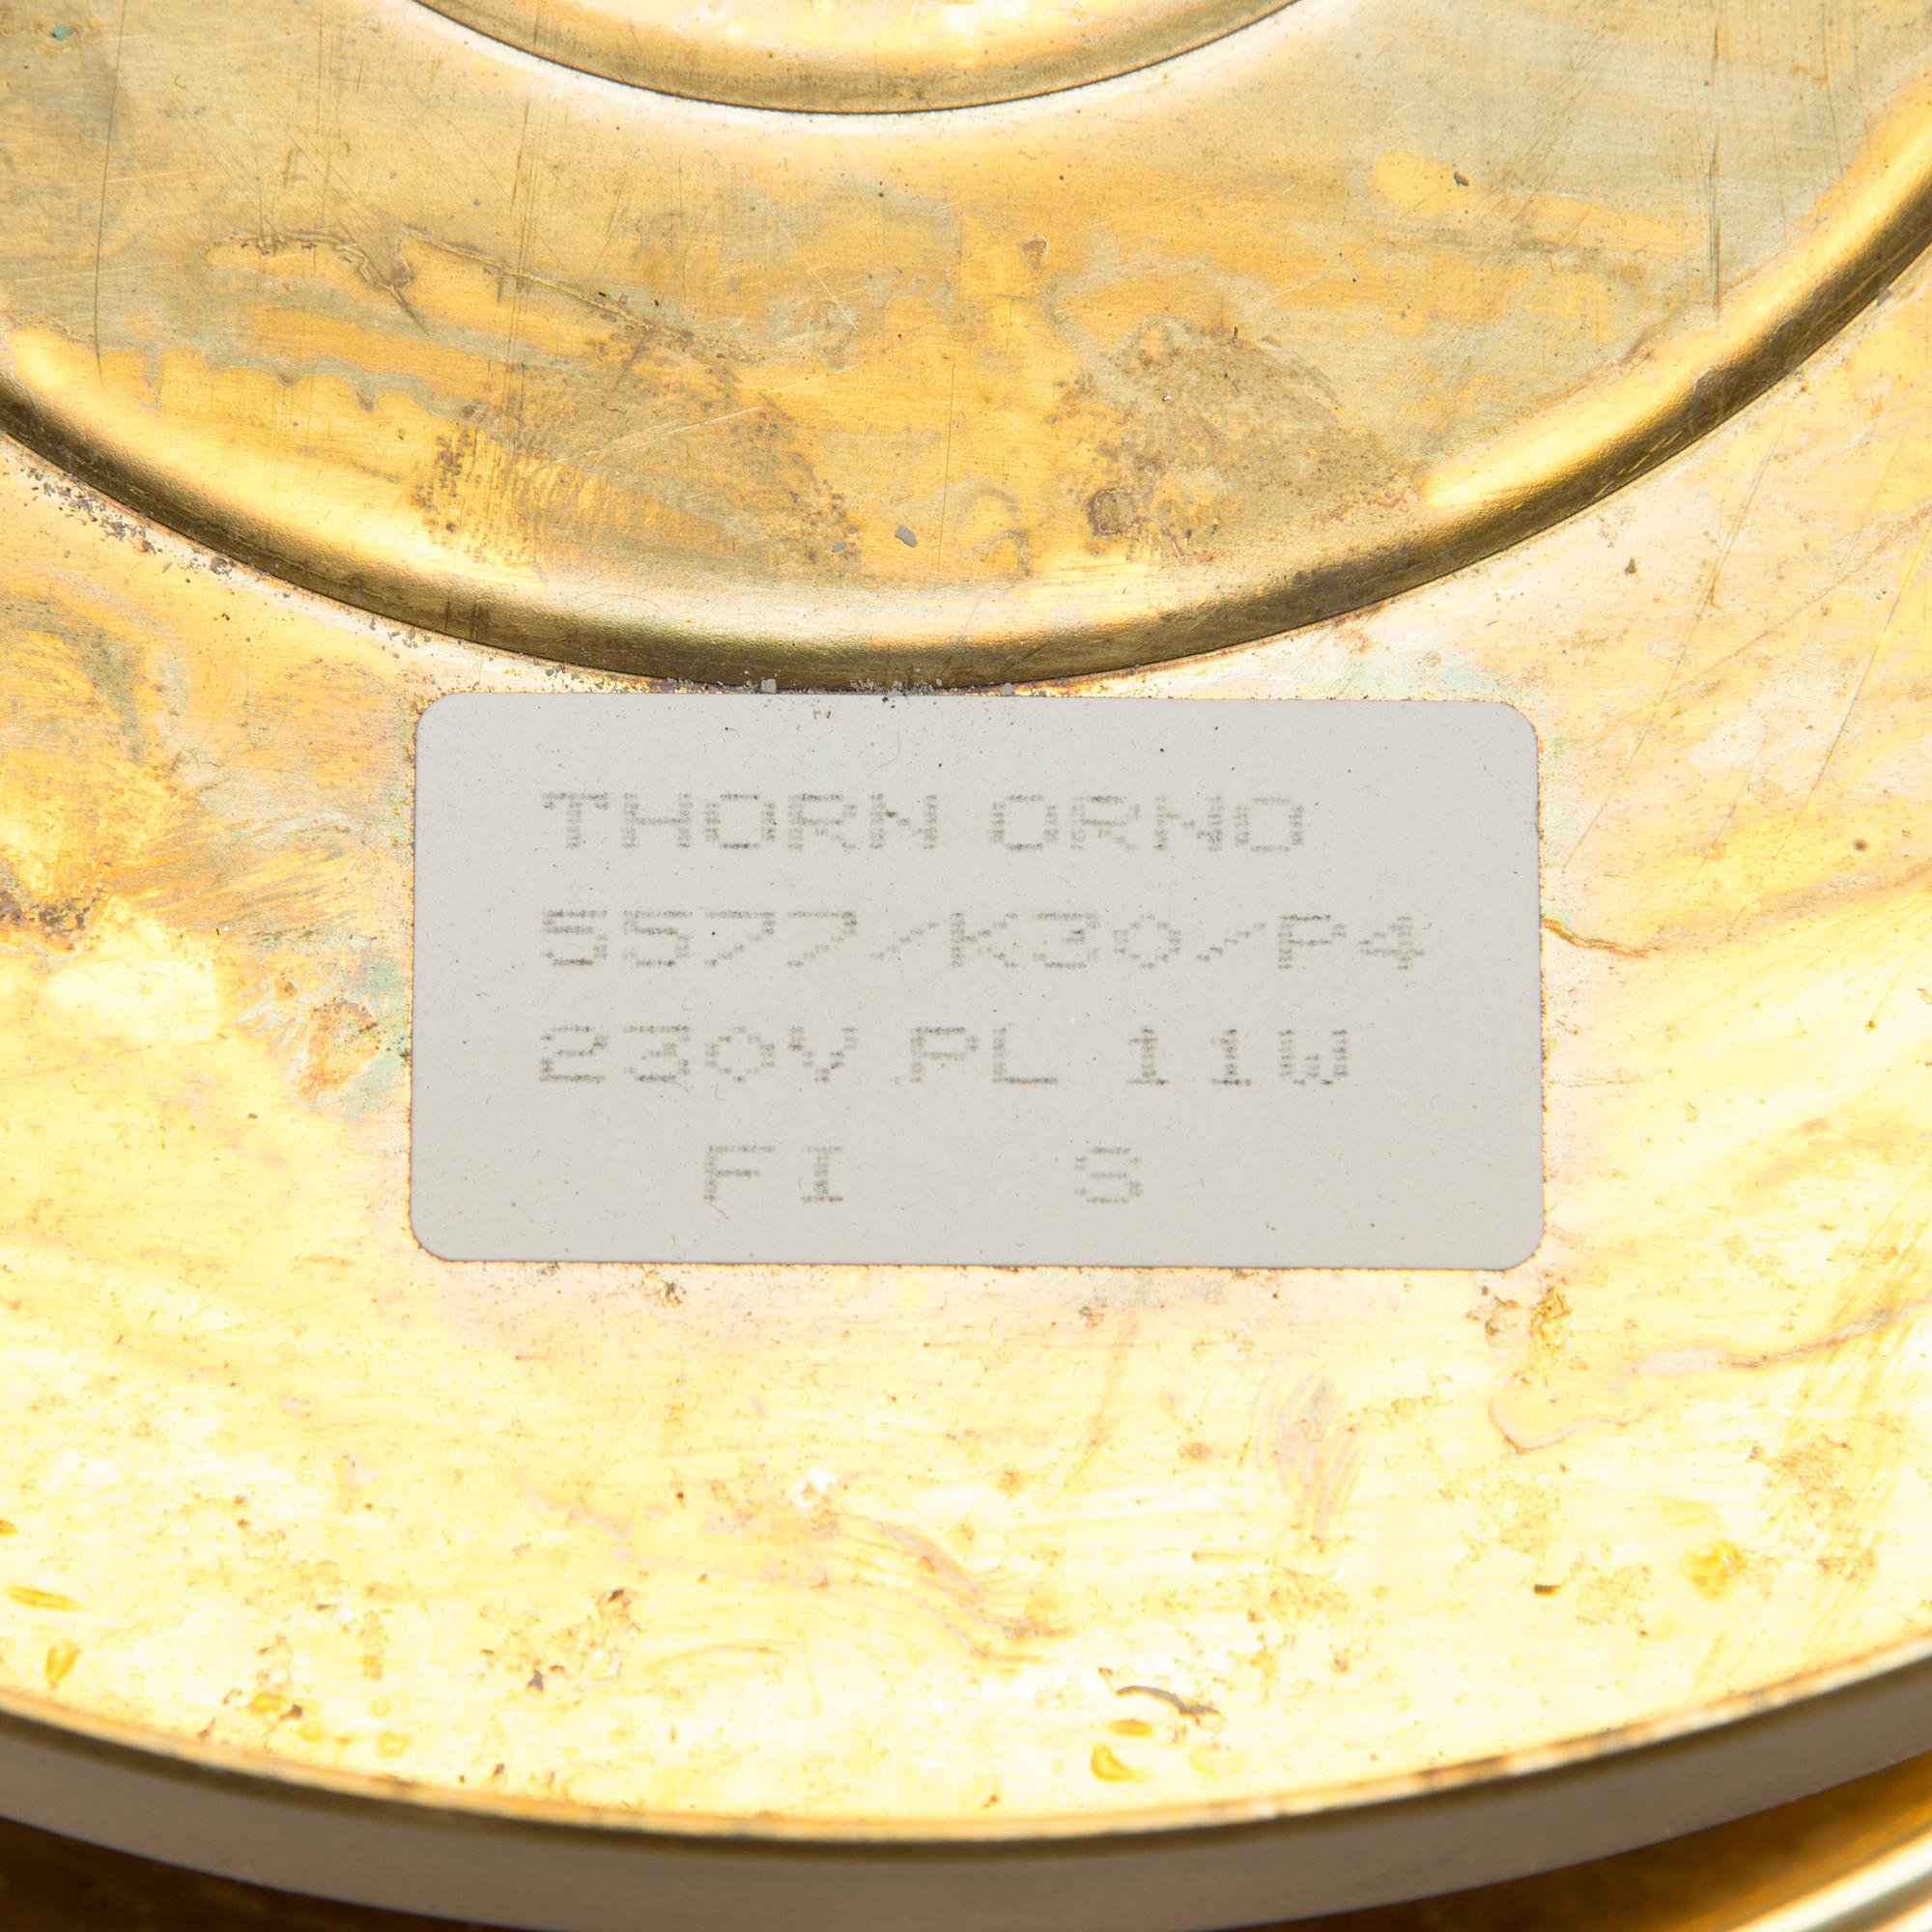 THORN ORNO
5577/K30/P4
230V PL 11W
FI S